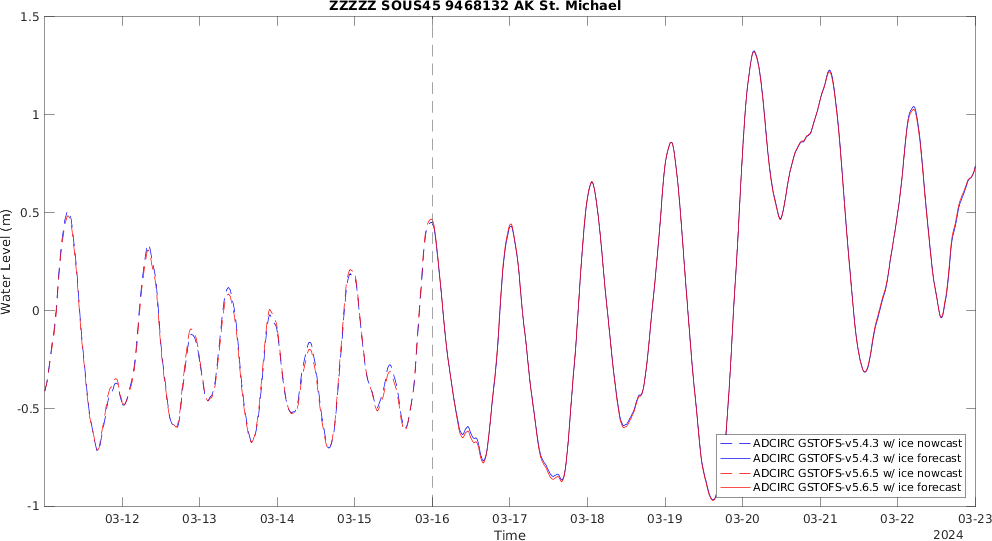 ZZZZZ SOUS45 9468132 AK St. Michael
1.5
1
0.5
0
-0.5
-1
Water Level (m)
03-12 03-13 03-14 03-15 03-16 03-17 03-18 03-19 03-20 03-21 03-22 03-23
Time
2024
ADCIRC GSTOFS-v5.4.3 w/ ice nowcast
ADCIRC GSTOFS-v5.4.3 w/ ice forecast
ADCIRC GSTOFS-v5.6.5 w/ ice nowcast
ADCIRC GSTOFS-v5.6.5 w/ ice forecast